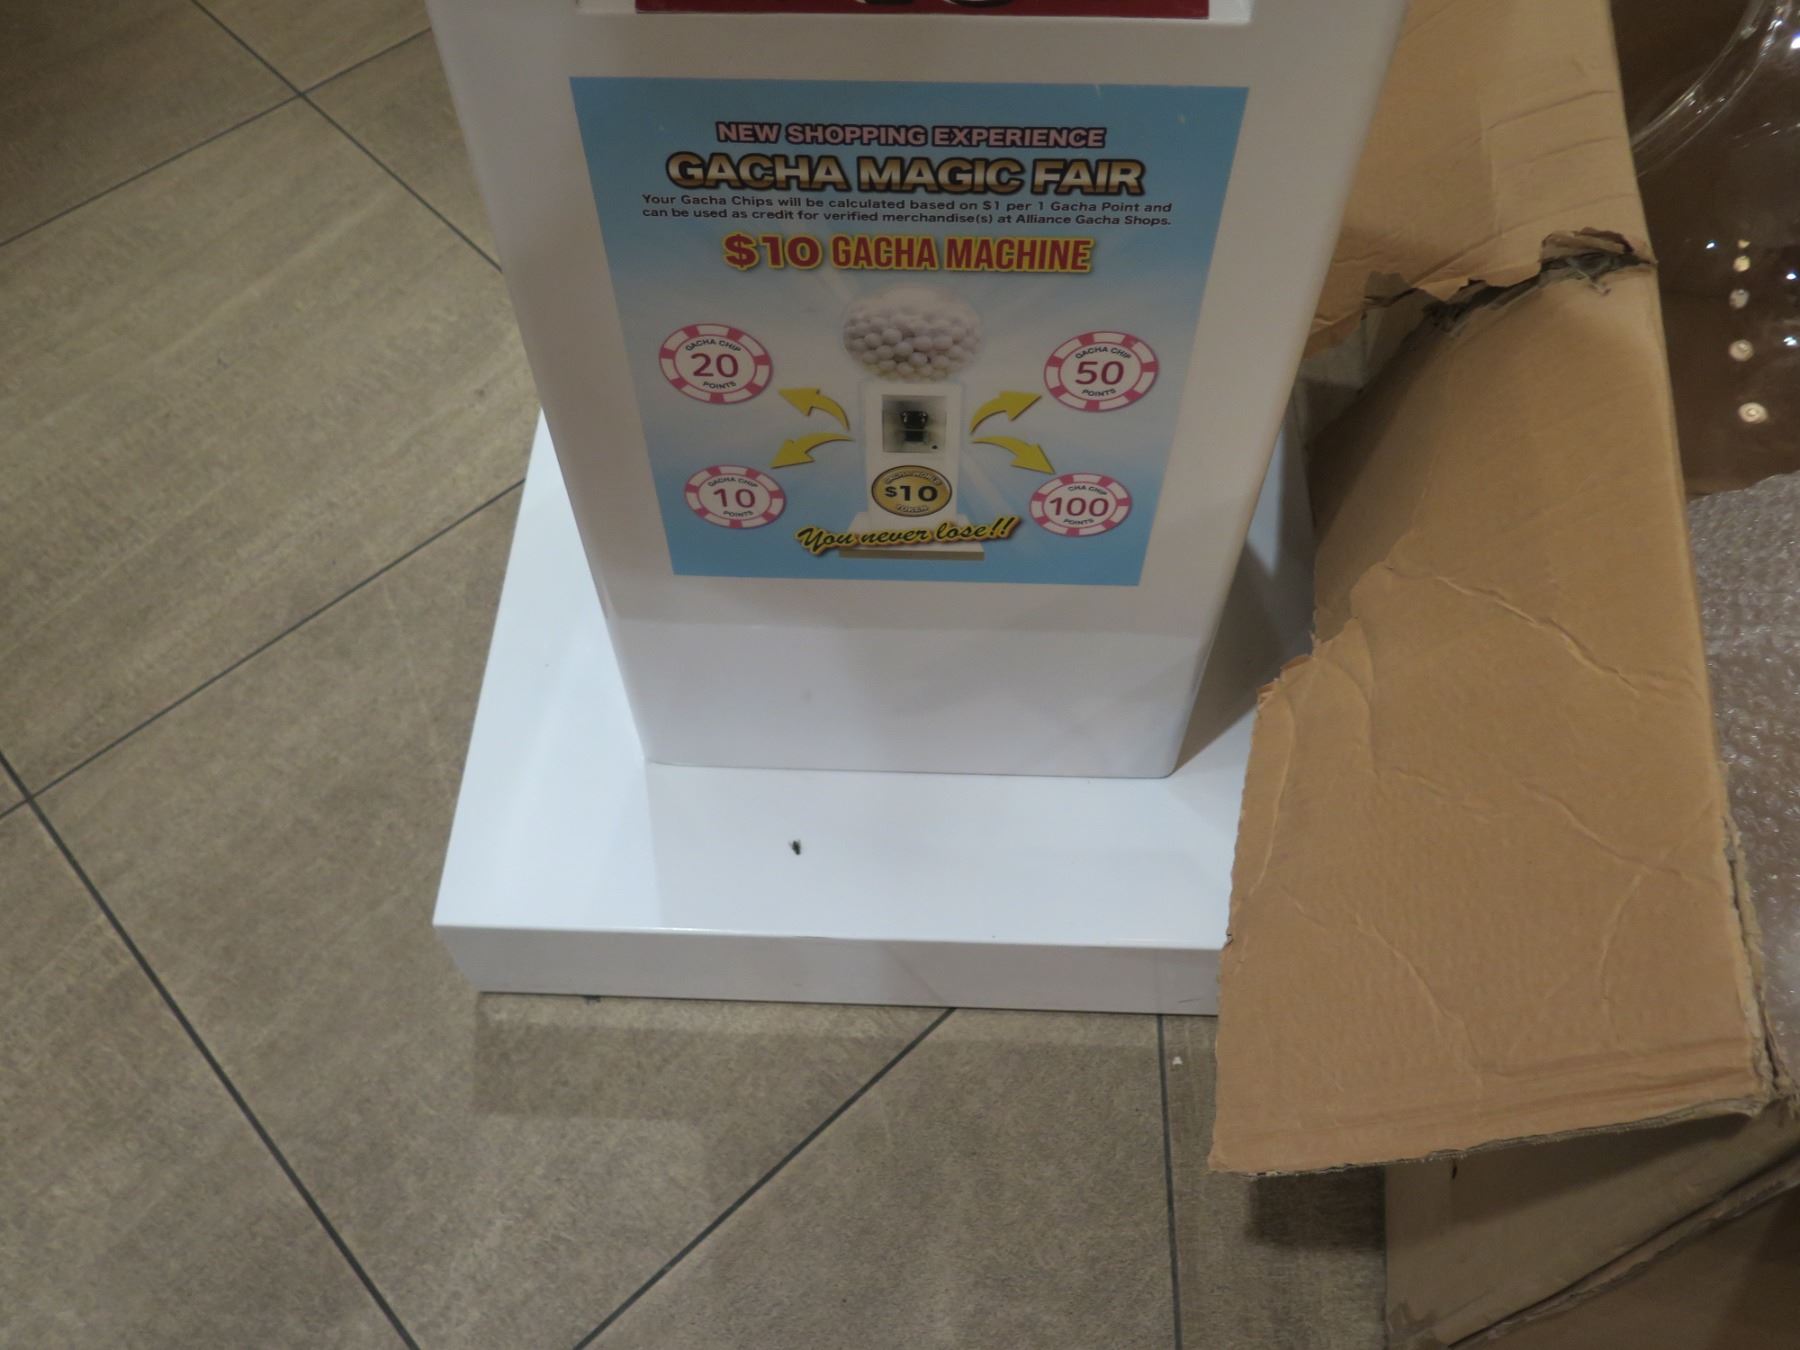 NEW SHOPPING EXPERIENCE
GACHA MAGIC FAIR
Your Gacha Chips will be calculated based on $1 per 1 Gacha Point and
can be used as credit for verified merchandise(s) at Alliance Gacha Shops.
$10 GACHA MACHINE
GACHA CHIP
20
POINTS
GACHA CHIP
50
POINTS
GACHA CHIP
10
POINTS
$10
TOKEN
CHA CHIP
100
POINTS
You never lose!!